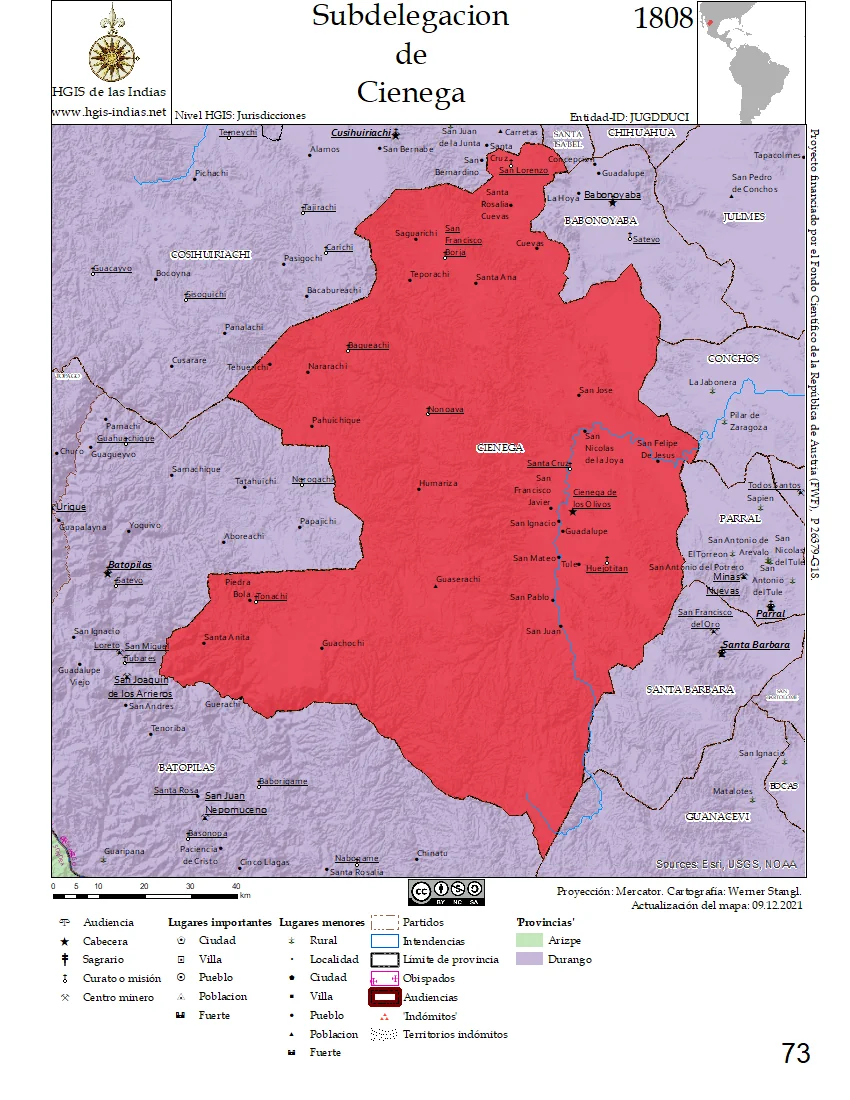 Subdelegacion
de
Cienega
1808
HGIS de las Indias
www.hgis-indias.net
Nivel HGIS: Jurisdicciones
Entidad-ID: JUGDDUCI
Temeychi
Cusihuiriachi
San Juan
de la Junta
Carretas
SANTA
ISABEL
CHIHUAHUA
Alamos
San Bernabe
Santa
Cruz
San
Bernardino
San Lorenzo
Concepcion
Guadalupe
Tapacolmes
Pichachi
San Pedro
de Conchos
Tajirachi
Santa
Rosalia
Cuevas
La Hoya
Babonoyaba
BABONOYABA
JULIMES
Saguarichi
San
Francisco
Borja
Cuevas
Satevo
COSIHUIRIACHI
Carichi
Pasigochi
Guacayvo
Bocoyna
Teporachi
Santa Ana
Sisoquichi
Bacabureachi
Panalachi
Baqueachi
Cusarare
Tehuerichi
Nararachi
CONCHOS
TOPAGO
La Jabonera
San Jose
Nonoava
Pamachi
Pahuichique
Pilar de
Zaragoza
Guahuachique
Churo
Guagueyvo
CIENEGA
San
Nicolas
de la Joya
San Felipe
De Jesus
Samachique
Santa Cruz
Tatahuichi
Norogachi
Humariza
San
Francisco
Javier
Cienega de
los Olivos
Todos Santos
Sapien
Urique
Guapalayna
Yoquivo
Papajichi
San Ignacio
Guadalupe
PARRAL
Aboreachi
San Antonio de
Arevalo
San
Nicolas
del Tule
El Torreon
Batopilas
Satevo
San Mateo
Tule
Huejotitan
San Antonio del Potrero
Minas
Nuevas
San
Antonio
del Tule
Piedra
Bola
Tonachi
Guaserachi
San Pablo
San Francisco
del Oro
Parral
San Ignacio
Loreto
San Miguel
Tubares
Santa Anita
Guachochi
San Juan
Santa Barbara
Guadalupe
Viejo
San Joaquin
de los Arrieros
SANTA BARBARA
SAN
BARTOLOME
San Andres
Guerachi
Tenoriba
BATOPILAS
San Ignacio
Santa Rosa
San Juan
Nepomuceno
Baborigame
Matalotes
BOCAS
GUANACEVI
Basonopa
Guaripana
Paciencia
de Cristo
Cinco Llagas
Nabogame
Santa Rosalia
Chinatu
Sources: Esri, USGS, NOAA
Proyecto financiado por el Fondo Científico de la República de Austria (FWF), P 26379-G18.
0 5 10 20 30 40
km
CC BY NC SA
Proyección: Mercator. Cartografía: Werner Stangl.
Actualización del mapa: 09.12.2021
Audiencia
Cabecera
Sagrario
Curato o misión
Centro minero
Lugares importantes
Ciudad
Villa
Pueblo
Poblacion
Fuerte
Lugares menores
Rural
Localidad
Ciudad
Villa
Pueblo
Poblacion
Fuerte
Partidos
Intendencias
Límite de provincia
Obispados
Audiencias
'Indómitos'
Territorios indómitos
'Provincias'
Arizpe
Durango
73